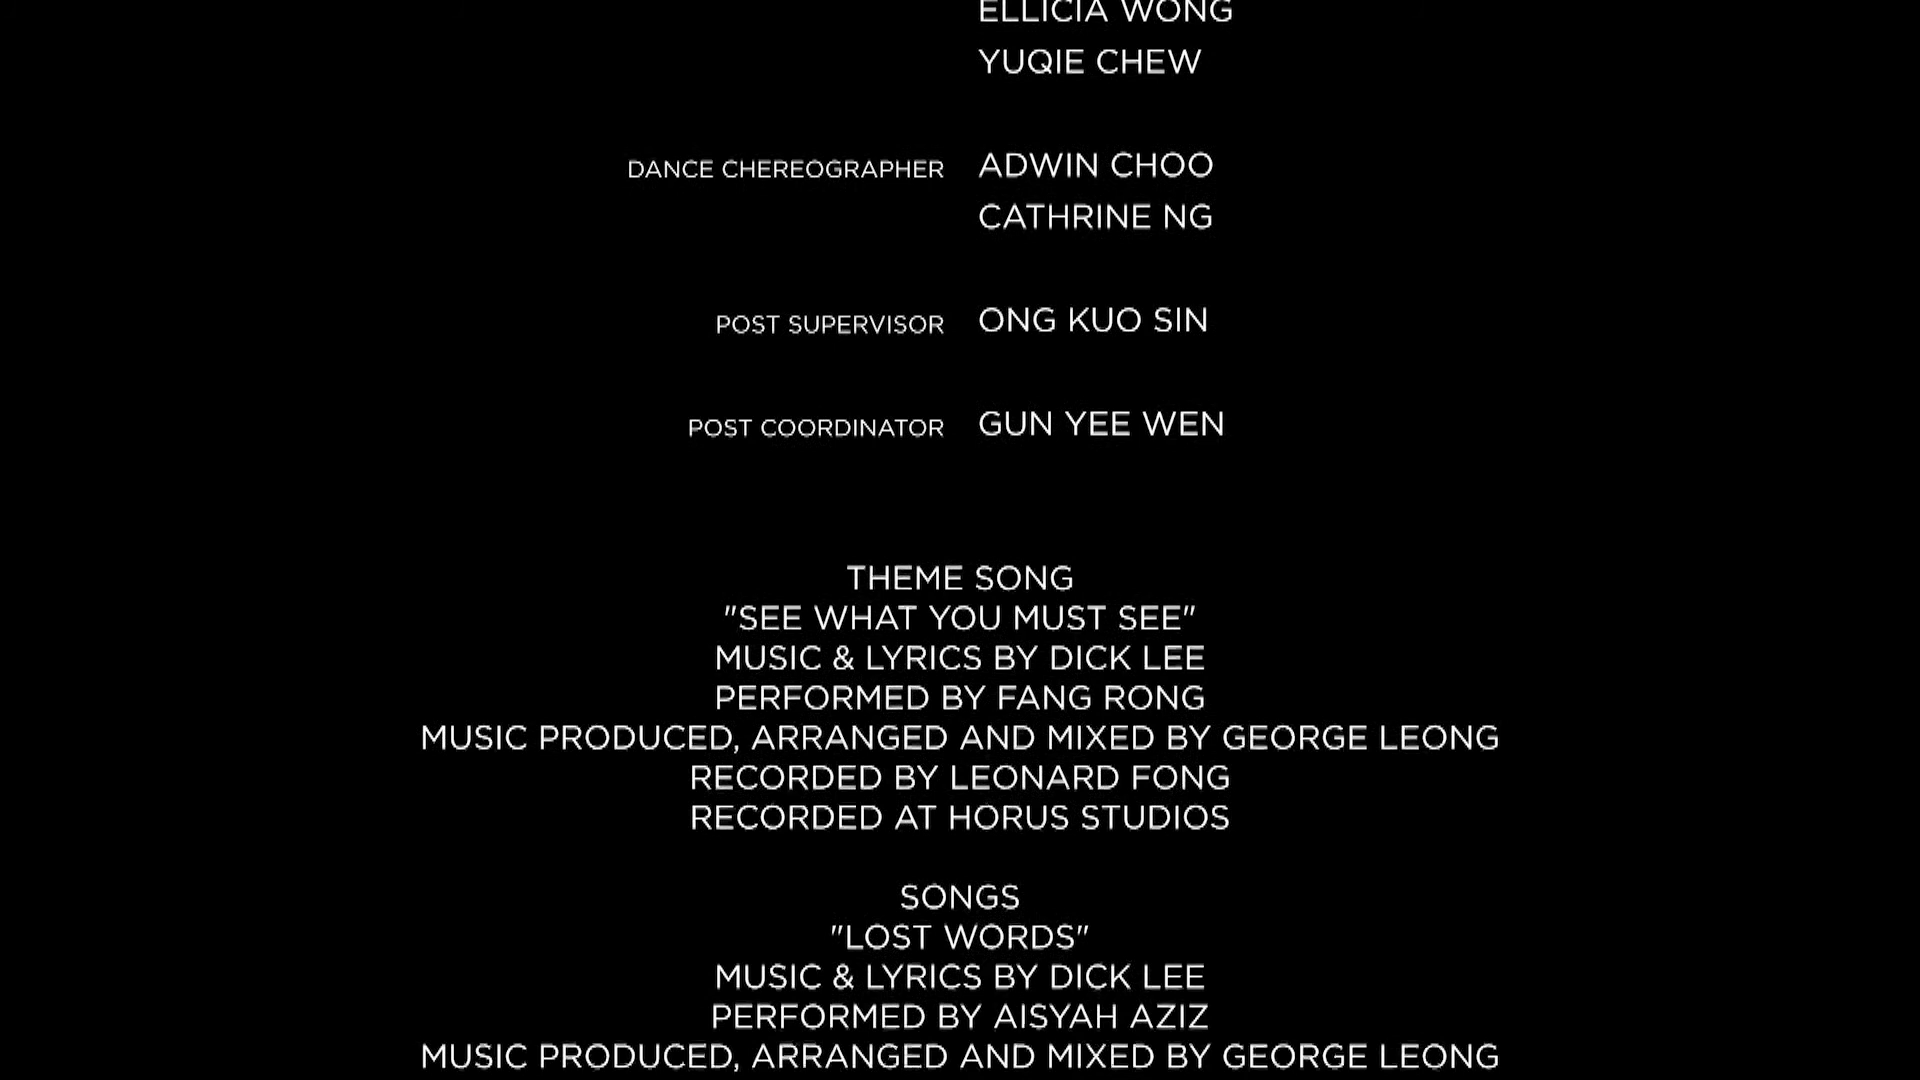 ELLICIA WONG
YUQIE CHEW
DANCE CHEREOGRAPHER ADWIN CHOO
CATHRINE NG
POST SUPERVISOR ONG KUO SIN
POST COORDINATOR GUN YEE WEN
THEME SONG
"SEE WHAT YOU MUST SEE"
MUSIC & LYRICS BY DICK LEE
PERFORMED BY FANG RONG
MUSIC PRODUCED, ARRANGED AND MIXED BY GEORGE LEONG
RECORDED BY LEONARD FONG
RECORDED AT HORUS STUDIOS
SONGS
"LOST WORDS"
MUSIC & LYRICS BY DICK LEE
PERFORMED BY AISYAH AZIZ
MUSIC PRODUCED, ARRANGED AND MIXED BY GEORGE LEONG